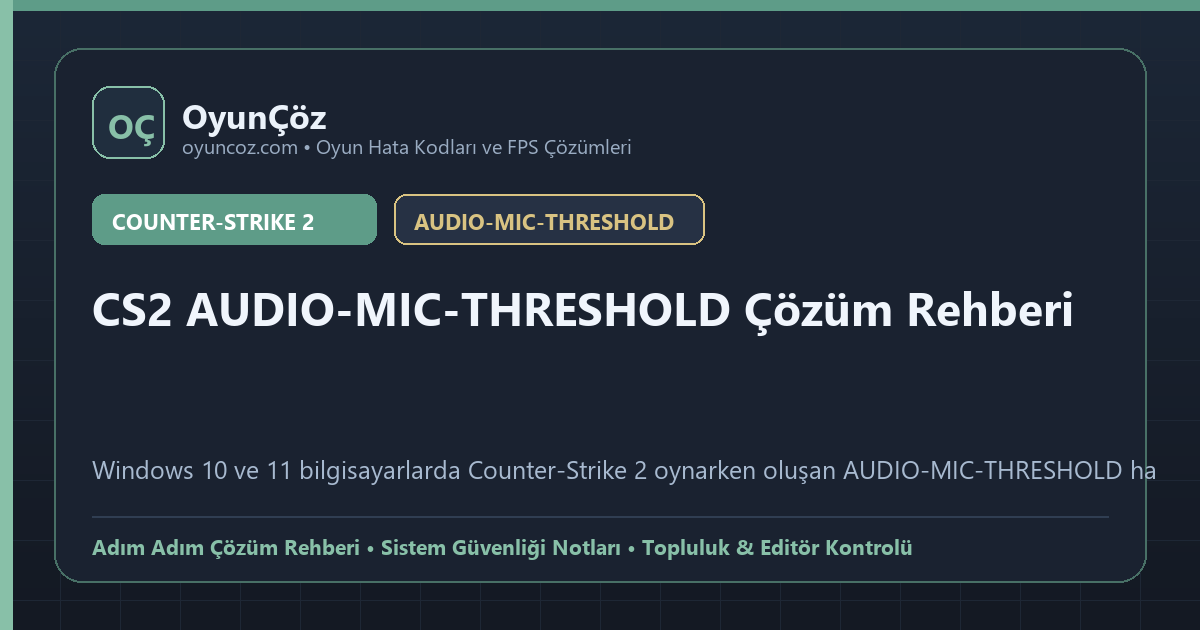 OÇ
OyunÇöz
oyuncoz.com • Oyun Hata Kodları ve FPS Çözümleri
COUNTER-STRIKE 2
AUDIO-MIC-THRESHOLD
CS2 AUDIO-MIC-THRESHOLD Çözüm Rehberi
Windows 10 ve 11 bilgisayarlarda Counter-Strike 2 oynarken oluşan AUDIO-MIC-THRESHOLD ha
Adım Adım Çözüm Rehberi • Sistem Güvenliği Notları • Topluluk & Editör Kontrolü